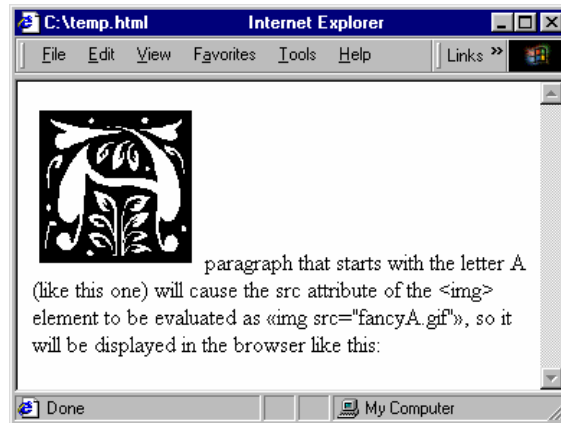 C:\temp.html Internet Explorer
File Edit View Favorites Tools Help Links »
A
paragraph that starts with the letter A
(like this one) will cause the src attribute of the <img>
element to be evaluated as «img src="fancyA.gif"», so it
will be displayed in the browser like this:
Done My Computer